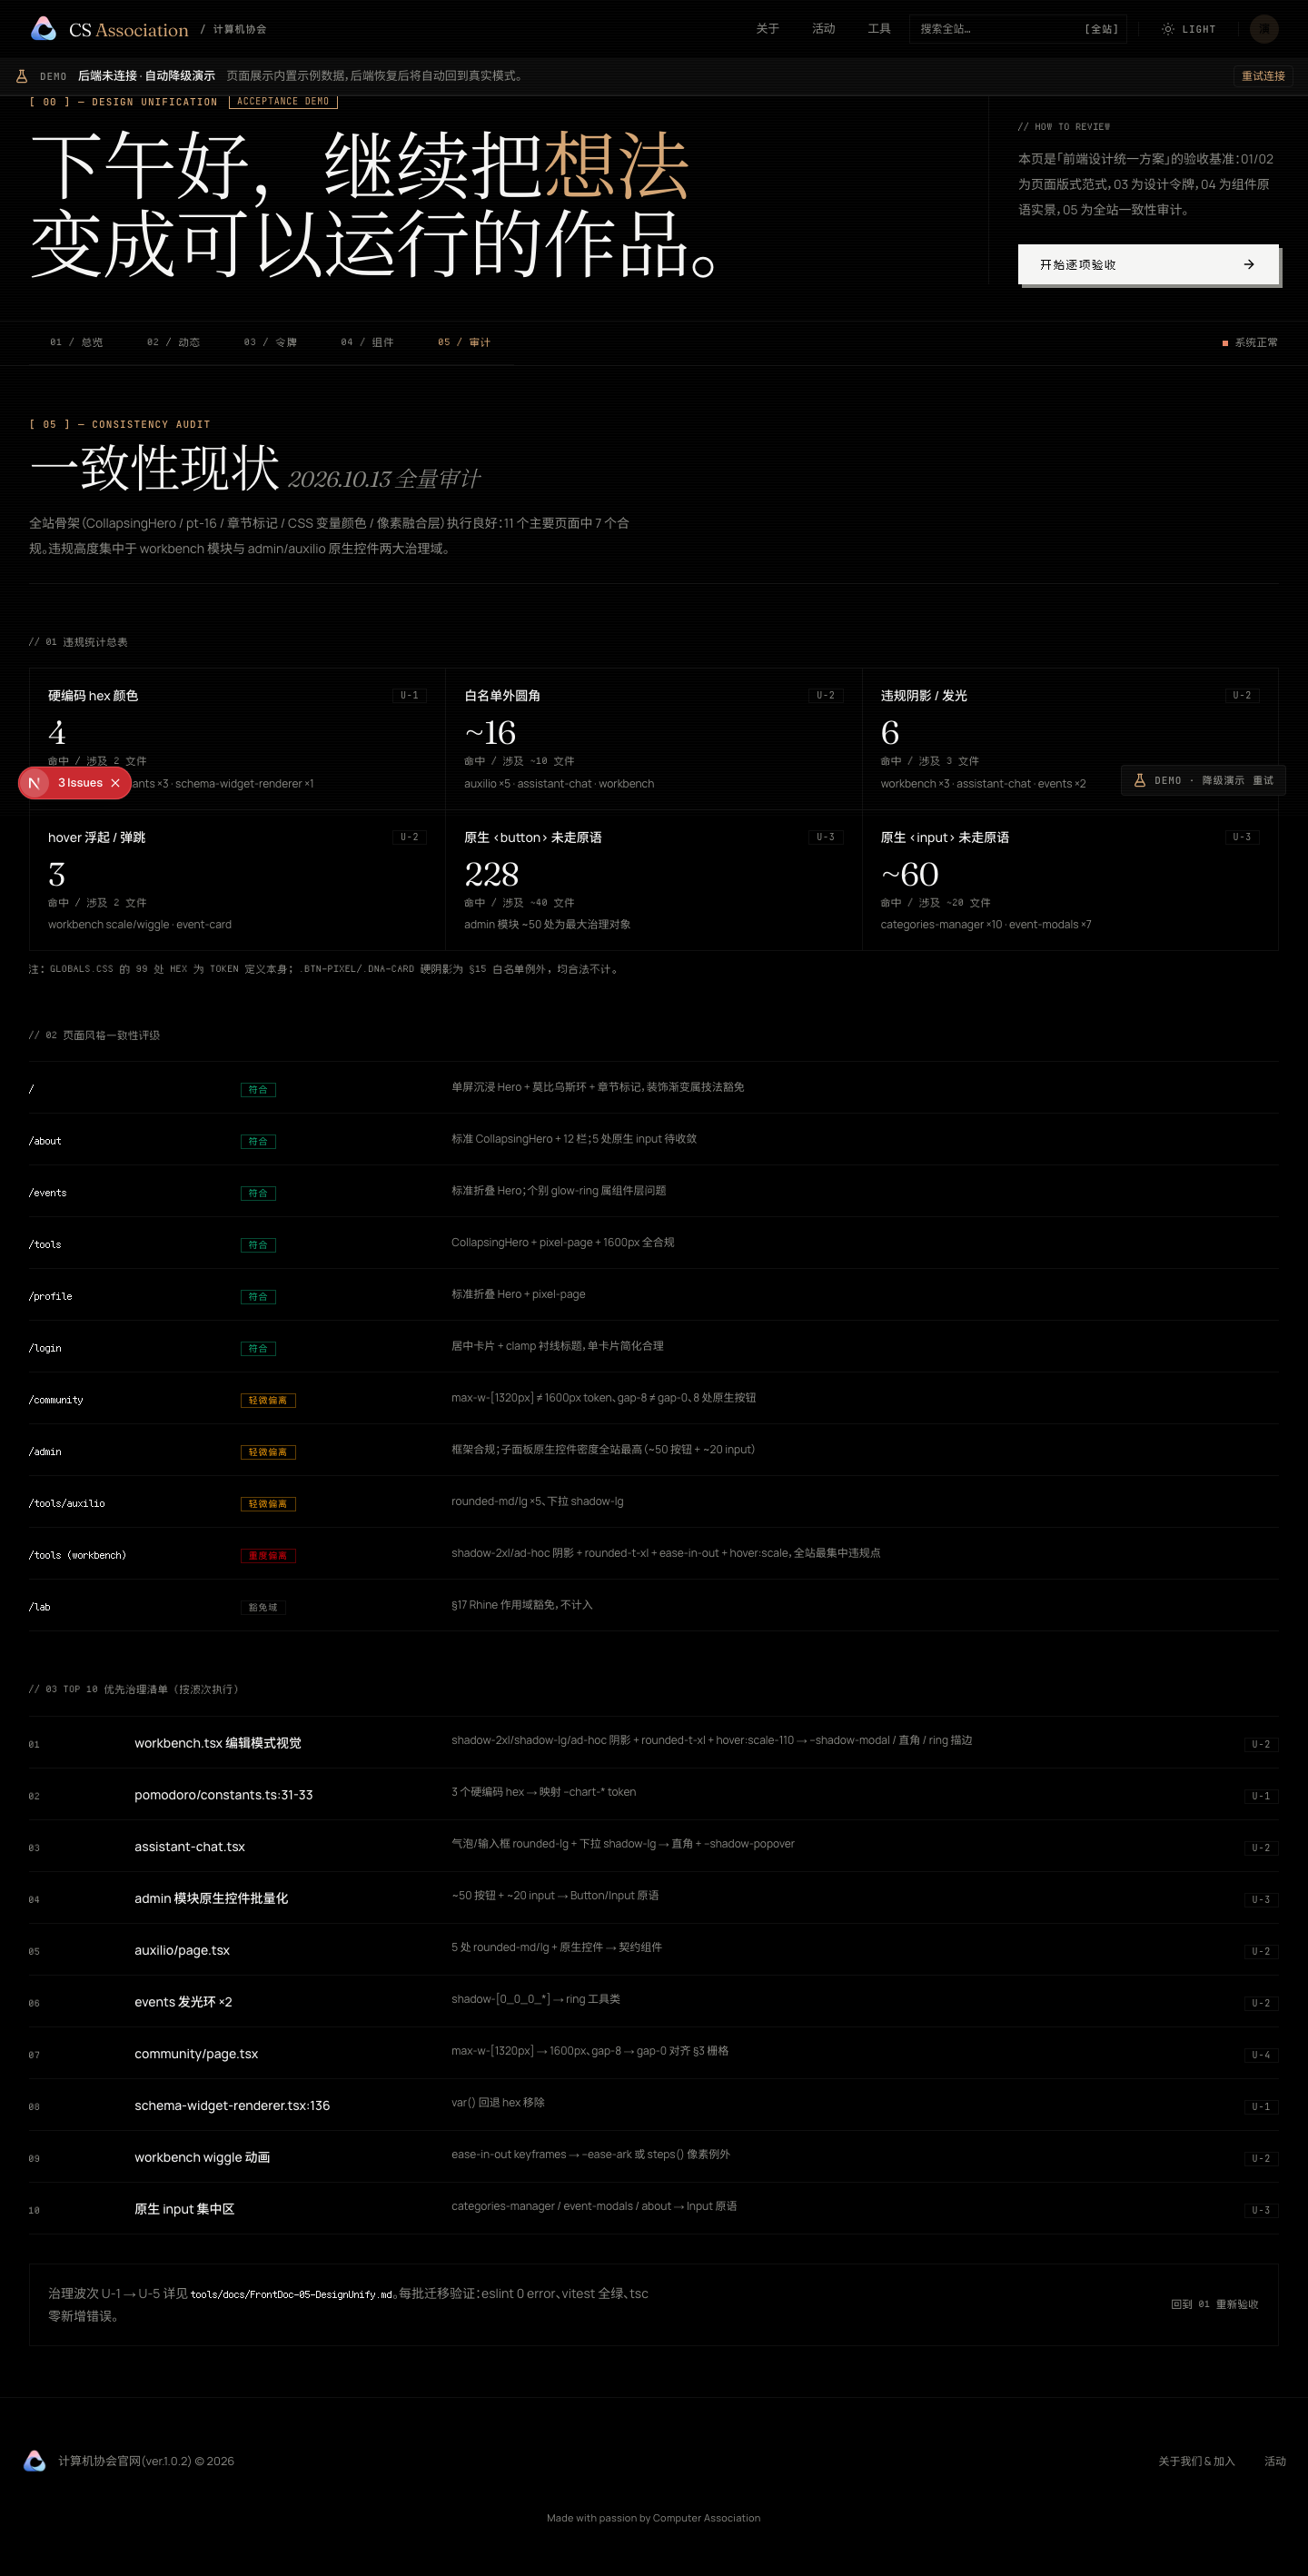 CS Association / 计算机协会
关于 活动 工具 搜索全站… [全站] LIGHT
DEMO 后端未连接 · 自动降级演示 页面展示内置示例数据，后端恢复后将自动回到真实模式。 重试连接
[ 00 ] — DESIGN UNIFICATION ACCEPTANCE DEMO
下午好，继续把想法
变成可以运行的作品。
// HOW TO REVIEW
本页是「前端设计统一方案」的验收基准：01/02
为页面版式范式，03 为设计令牌，04 为组件原
语实景，05 为全站一致性审计。
开始逐项验收
01 / 总览 02 / 动态 03 / 令牌 04 / 组件 05 / 审计 系统正常
[ 05 ] — CONSISTENCY AUDIT
一致性现状 2026.10.13 全量审计
全站骨架（CollapsingHero / pt-16 / 章节标记 / CSS 变量颜色 / 像素融合层）执行良好：11 个主要页面中 7 个合
规。违规高度集中于 workbench 模块与 admin/auxilio 原生控件两大治理域。
// 01 违规统计总表
硬编码 hex 颜色 U-1
4
命中 / 涉及 2 文件
ants ×3 · schema-widget-renderer ×1
白名单外圆角 U-2
~16
命中 / 涉及 ~10 文件
auxilio ×5 · assistant-chat · workbench
违规阴影 / 发光 U-2
6
命中 / 涉及 3 文件
workbench ×3 · assistant-chat · events ×2
3 Issues
DEMO · 降级演示 重试
hover 浮起 / 弹跳 U-2
3
命中 / 涉及 2 文件
workbench scale/wiggle · event-card
原生 <button> 未走原语 U-3
228
命中 / 涉及 ~40 文件
admin 模块 ~50 处为最大治理对象
原生 <input> 未走原语 U-3
~60
命中 / 涉及 ~20 文件
categories-manager ×10 · event-modals ×7
注：GLOBALS.CSS 的 99 处 HEX 为 TOKEN 定义本身；.BTN-PIXEL/.DNA-CARD 硬阴影为 §15 白名单例外，均合法不计。
// 02 页面风格一致性评级
/ 符合 单屏沉浸 Hero + 莫比乌斯环 + 章节标记，装饰渐变属技法豁免
/about 符合 标准 CollapsingHero + 12 栏；5 处原生 input 待收敛
/events 符合 标准折叠 Hero；个别 glow-ring 属组件层问题
/tools 符合 CollapsingHero + pixel-page + 1600px 全合规
/profile 符合 标准折叠 Hero + pixel-page
/login 符合 居中卡片 + clamp 衬线标题，单卡片简化合理
/community 轻微偏离 max-w-[1320px] ≠ 1600px token、gap-8 ≠ gap-0、8 处原生按钮
/admin 轻微偏离 框架合规；子面板原生控件密度全站最高（~50 按钮 + ~20 input）
/tools/auxilio 轻微偏离 rounded-md/lg ×5、下拉 shadow-lg
/tools (workbench) 重度偏离 shadow-2xl/ad-hoc 阴影 + rounded-t-xl + ease-in-out + hover:scale，全站最集中违规点
/lab 豁免域 §17 Rhine 作用域豁免，不计入
// 03 TOP 10 优先治理清单（按波次执行）
01 workbench.tsx 编辑模式视觉 shadow-2xl/shadow-lg/ad-hoc 阴影 + rounded-t-xl + hover:scale-110 → --shadow-modal / 直角 / ring 描边 U-2
02 pomodoro/constants.ts:31-33 3 个硬编码 hex → 映射 --chart-* token U-1
03 assistant-chat.tsx 气泡/输入框 rounded-lg + 下拉 shadow-lg → 直角 + --shadow-popover U-2
04 admin 模块原生控件批量化 ~50 按钮 + ~20 input → Button/Input 原语 U-3
05 auxilio/page.tsx 5 处 rounded-md/lg + 原生控件 → 契约组件 U-2
06 events 发光环 ×2 shadow-[0_0_0_*] → ring 工具类 U-2
07 community/page.tsx max-w-[1320px] → 1600px、gap-8 → gap-0 对齐 §3 栅格 U-4
08 schema-widget-renderer.tsx:136 var() 回退 hex 移除 U-1
09 workbench wiggle 动画 ease-in-out keyframes → --ease-ark 或 steps() 像素例外 U-2
10 原生 input 集中区 categories-manager / event-modals / about → Input 原语 U-3
治理波次 U-1 → U-5 详见 tools/docs/FrontDoc-05-DesignUnify.md。每批迁移验证：eslint 0 error、vitest 全绿、tsc
零新增错误。
回到 01 重新验收
计算机协会官网(ver.1.0.2) © 2026 关于我们 & 加入 活动
Made with passion by Computer Association